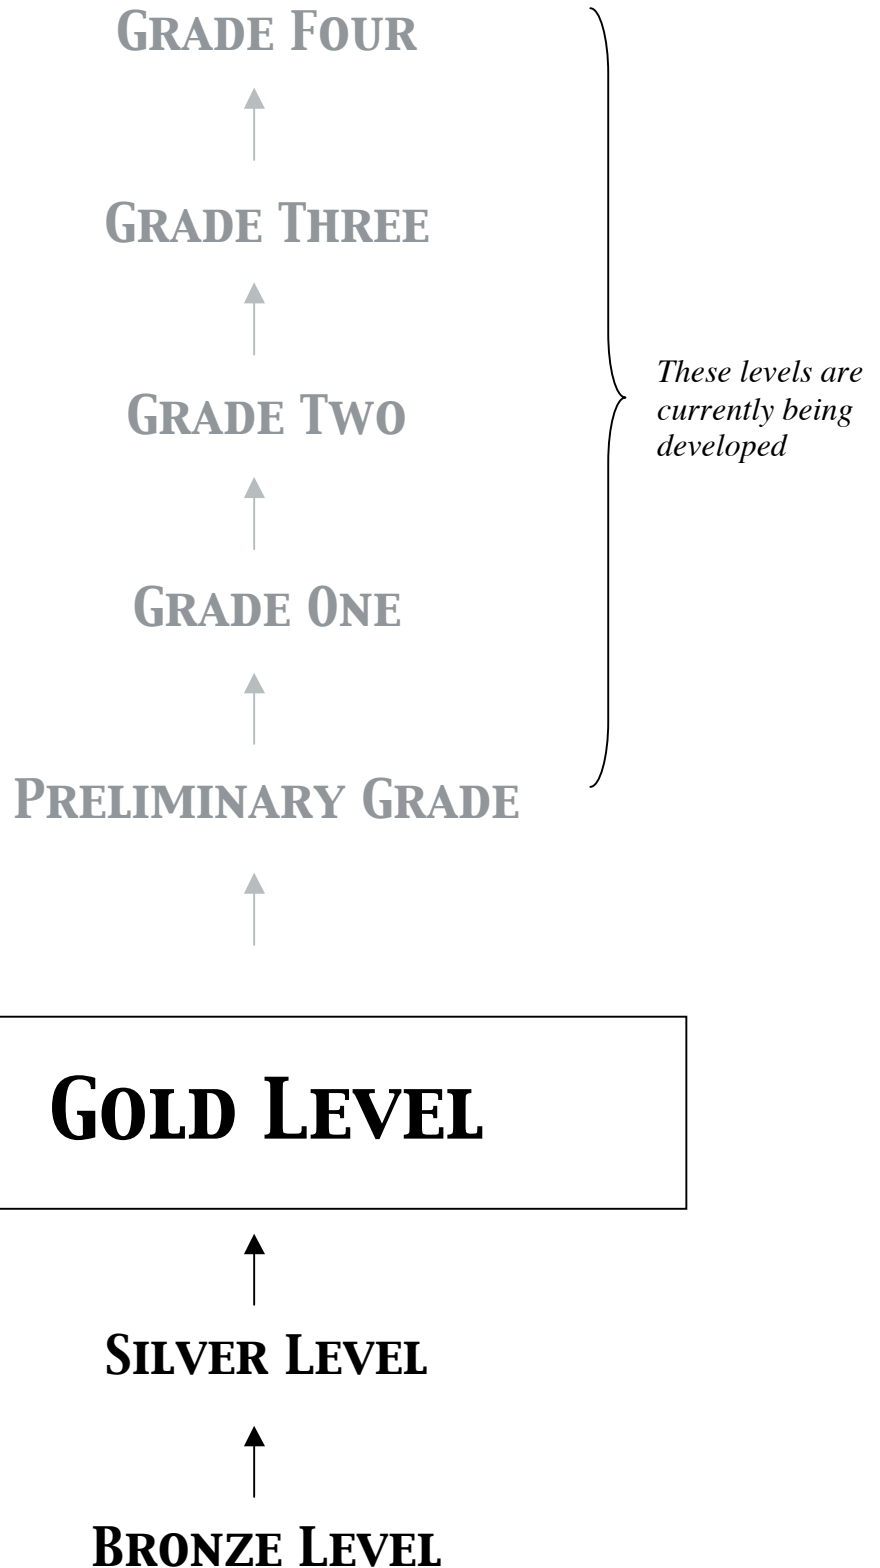 Grade Four
Grade Three
These levels are
currently being
developed
Grade Two
Grade One
Preliminary Grade
Gold Level
Silver Level
Bronze Level